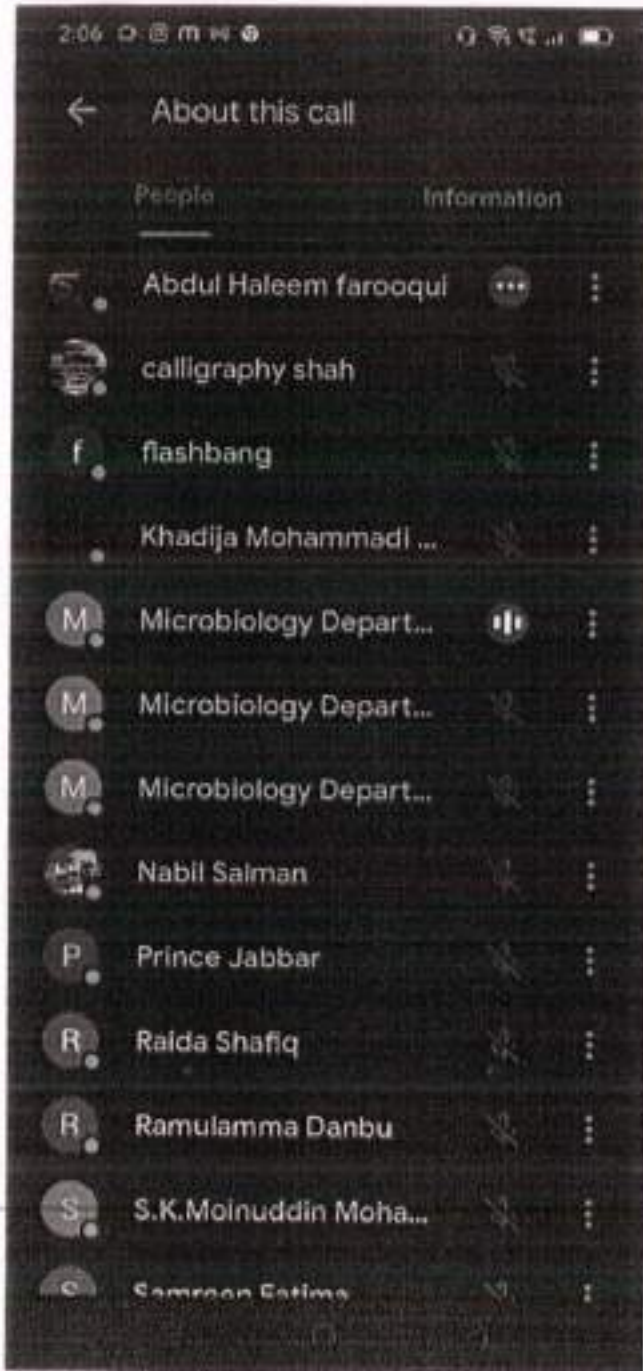 2:06
About this call
People Information
Abdul Haleem farooqui
calligraphy shah
f flashbang
Khadija Mohammadi ...
M Microbiology Depart...
M Microbiology Depart...
M Microbiology Depart...
Nabil Salman
P Prince Jabbar
R Raida Shafiq
R Ramulamma Danbu
S S.K.Moinuddin Moha...
S Samreen Fatima